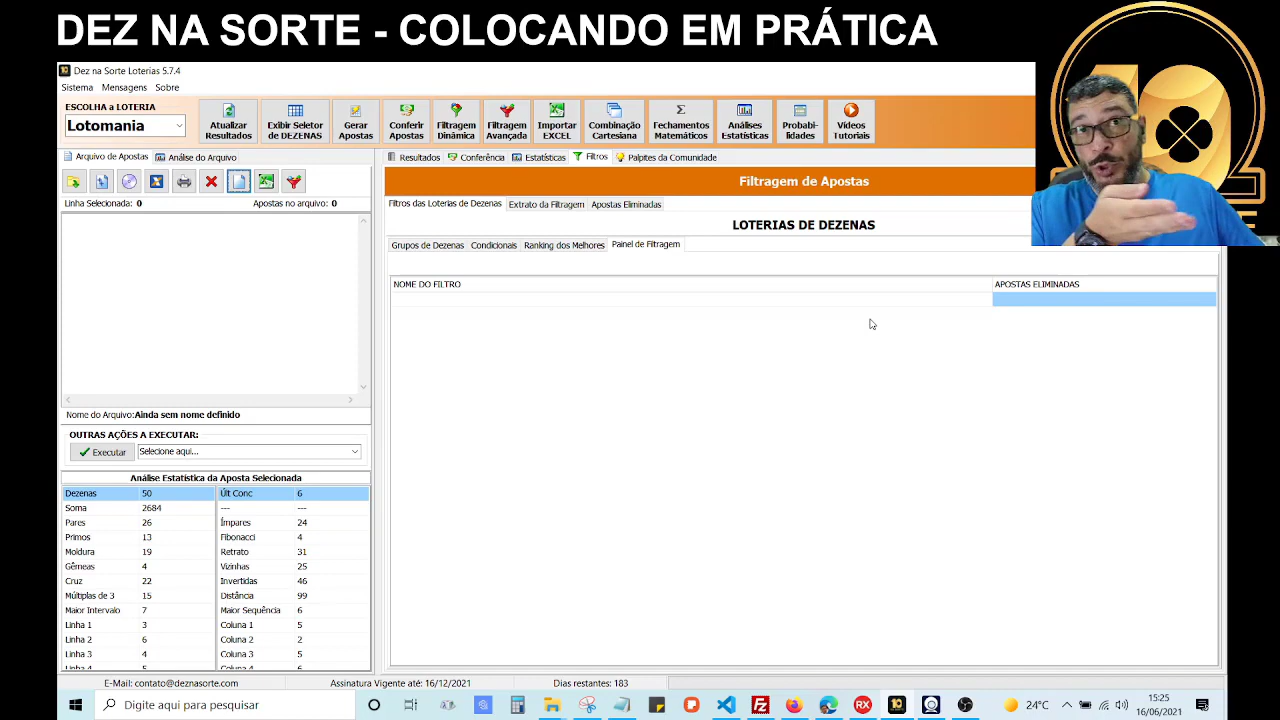 DEZ NA SORTE - COLOCANDO EM PRÁTICA
Dez na Sorte Loterias 5.7.4
Sistema Mensagens Sobre
ESCOLHA a LOTERIA
Lotomania
Atualizar Resultados
Exibir Seletor de DEZENAS
Gerar Apostas
Conferir Apostas
Filtragem Dinâmica
Filtragem Avançada
Importar EXCEL
Combinação Cartesiana
Fechamentos Matemáticos
Análises Estatísticas
Probabi-lidades
Vídeos Tutoriais
Arquivo de Apostas Análise do Arquivo
Resultados Conferência Estatísticas Filtros Palpites da Comunidade
Linha Selecionada: 0 Apostas no arquivo: 0
Filtragem de Apostas
Filtros das Loterias de Dezenas Extrato da Filtragem Apostas Eliminadas
LOTERIAS DE DEZENAS
Grupos de Dezenas Condicionais Ranking dos Melhores Painel de Filtragem
NOME DO FILTRO APOSTAS ELIMINADAS
Nome do Arquivo:Ainda sem nome definido
OUTRAS AÇÕES A EXECUTAR:
Executar Selecione aqui...
Análise Estatística da Aposta Selecionada
Dezenas 50 Últ Conc 6
Soma 2684 --- ---
Pares 26 Ímpares 24
Primos 13 Fibonacci 4
Moldura 19 Retrato 31
Gêmeas 4 Vizinhas 25
Cruz 22 Invertidas 46
Múltiplas de 3 15 Distância 99
Maior Intervalo 7 Maior Sequência 6
Linha 1 3 Coluna 1 5
Linha 2 6 Coluna 2 2
Linha 3 4 Coluna 3 5
Linha 4 5 Coluna 4 6
E-Mail: contato@deznasorte.com Assinatura Vigente até 16/12/2021 Dias restantes: 183
Digite aqui para pesquisar
24°C
15:25
16/06/2021